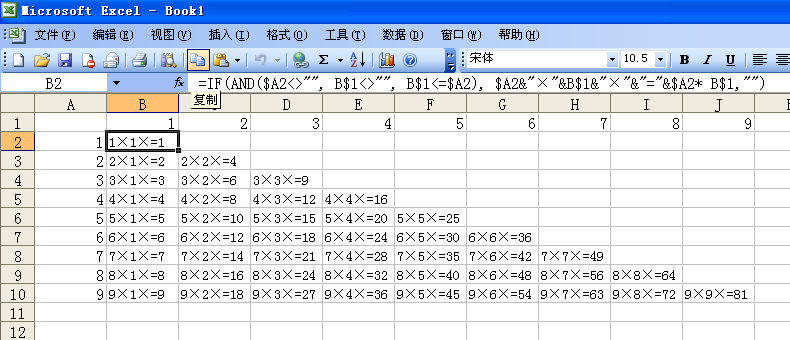 Microsoft Excel - Book1
文件(F) 编辑(E) 视图(V) 插入(I) 格式(O) 工具(T) 数据(D) 窗口(W) 帮助(H)
宋体 10.5 B I U
B2 fx =IF(AND($A2<>"", B$1<>"", B$1<=$A2), $A2&"×"&B$1&"×"&"="&$A2* B$1,"")
复制
A B D E F G H I J
1 1 2 3 4 5 6 7 8 9
2 1 1×1×=1
3 2 2×1×=2 2×2×=4
4 3 3×1×=3 3×2×=6 3×3×=9
5 4 4×1×=4 4×2×=8 4×3×=12 4×4×=16
6 5 5×1×=5 5×2×=10 5×3×=15 5×4×=20 5×5×=25
7 6 6×1×=6 6×2×=12 6×3×=18 6×4×=24 6×5×=30 6×6×=36
8 7 7×1×=7 7×2×=14 7×3×=21 7×4×=28 7×5×=35 7×6×=42 7×7×=49
9 8 8×1×=8 8×2×=16 8×3×=24 8×4×=32 8×5×=40 8×6×=48 8×7×=56 8×8×=64
10 9 9×1×=9 9×2×=18 9×3×=27 9×4×=36 9×5×=45 9×6×=54 9×7×=63 9×8×=72 9×9×=81
11
12